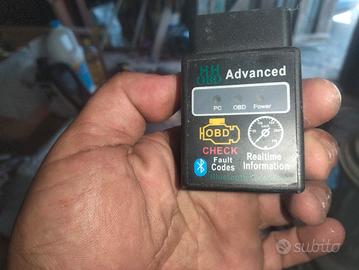 HH
OBD
Advanced
PC OBD Power
OBD
CHECK
Fault
Codes
Realtime
Information
subito